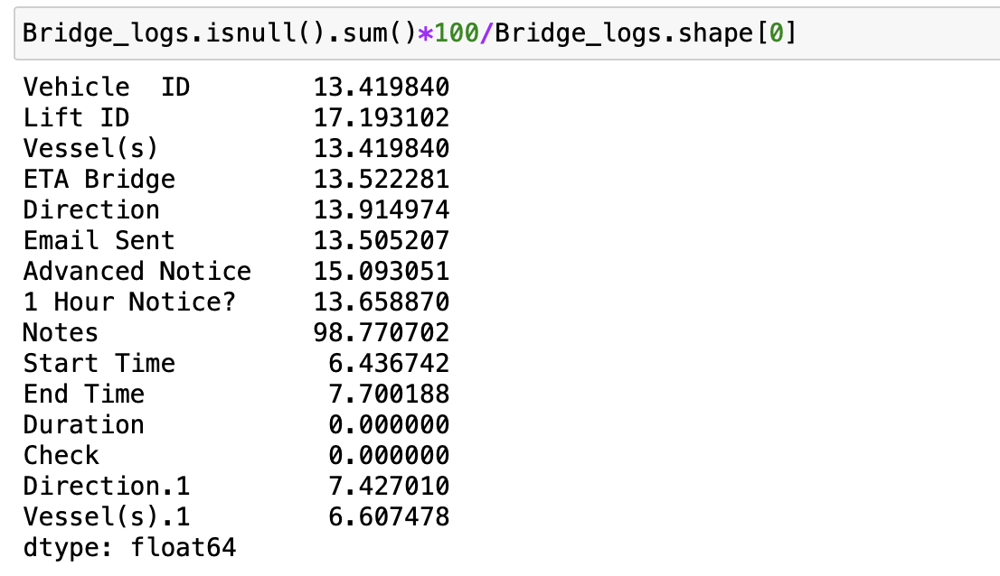 Bridge_logs.isnull().sum()*100/Bridge_logs.shape[0]
Vehicle  ID        13.419840
Lift ID            17.193102
Vessel(s)          13.419840
ETA Bridge         13.522281
Direction          13.914974
Email Sent         13.505207
Advanced Notice    15.093051
1 Hour Notice?     13.658870
Notes              98.770702
Start Time          6.436742
End Time            7.700188
Duration            0.000000
Check               0.000000
Direction.1         7.427010
Vessel(s).1         6.607478
dtype: float64